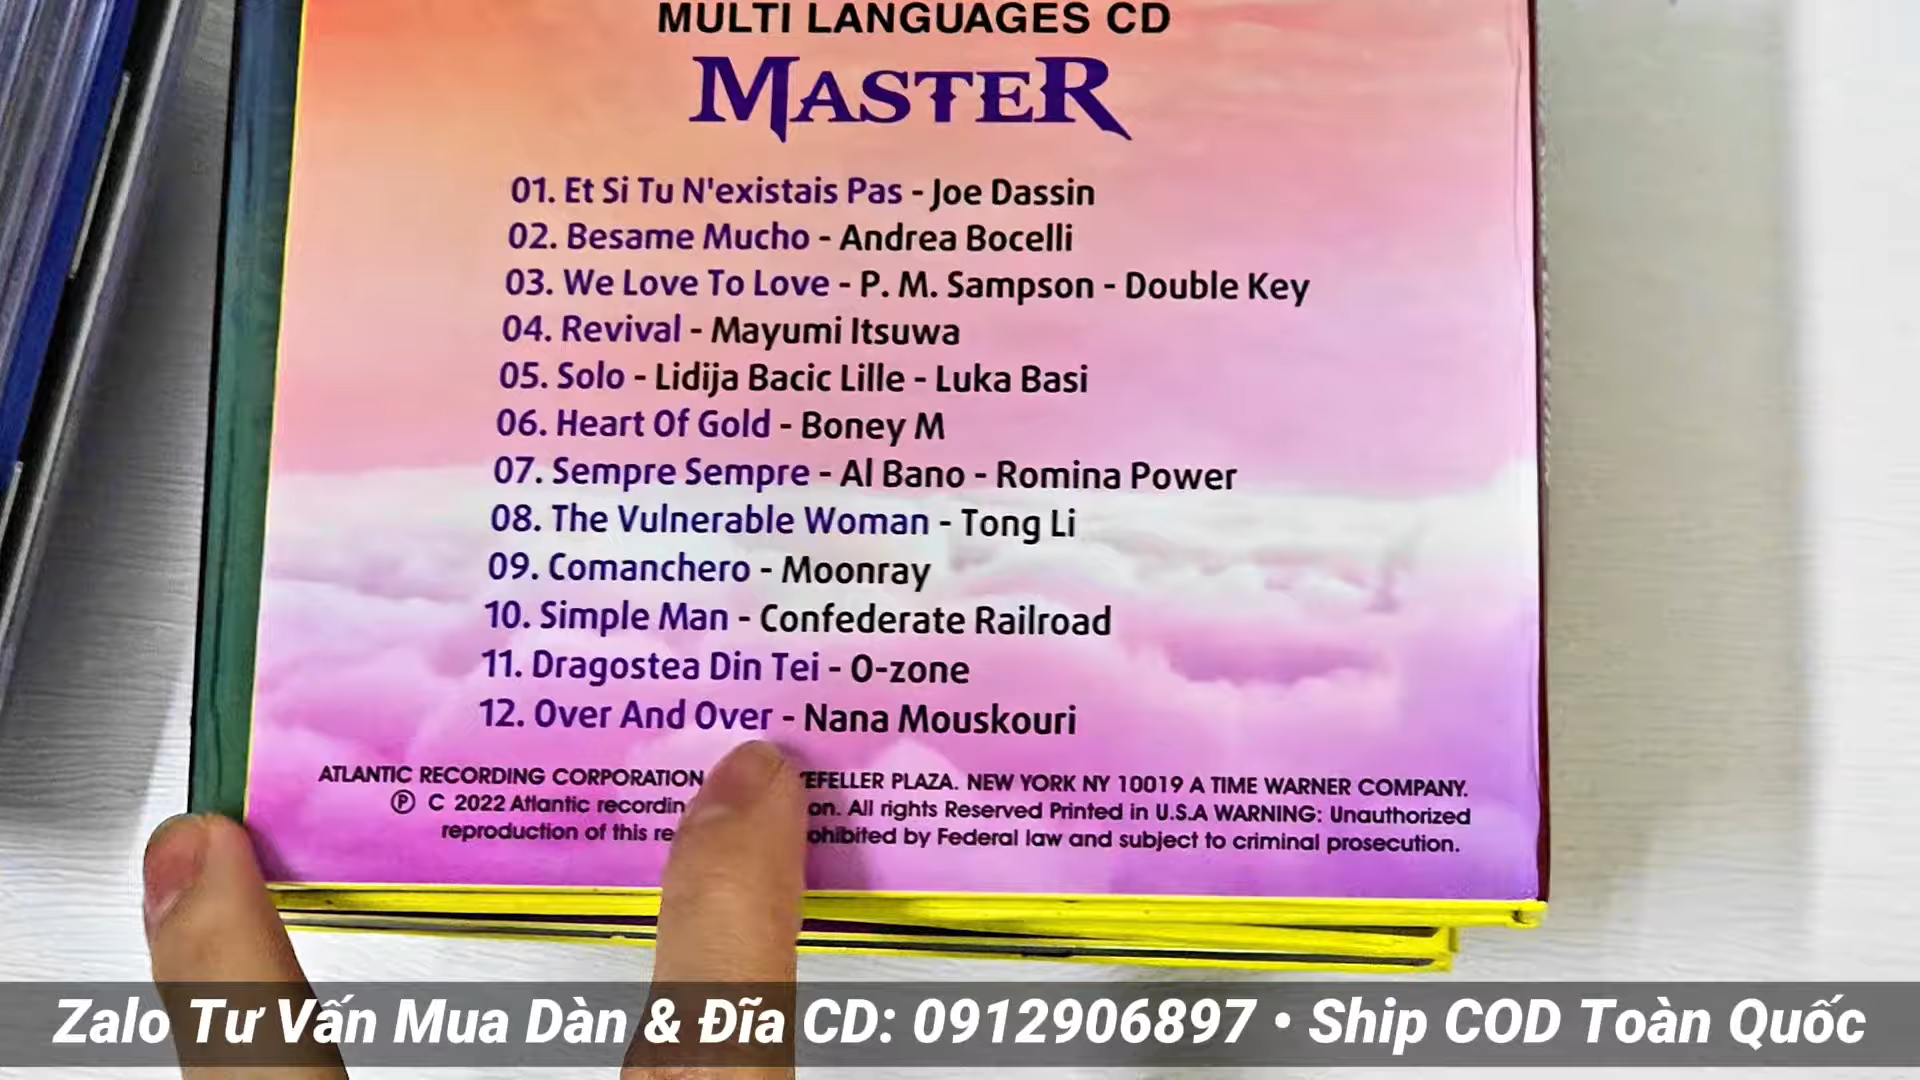 MULTI LANGUAGES CD
MASTER
01. Et Si Tu N'existais Pas - Joe Dassin
02. Besame Mucho - Andrea Bocelli
03. We Love To Love - P. M. Sampson - Double Key
04. Revival - Mayumi Itsuwa
05. Solo - Lidija Bacic Lille - Luka Basi
06. Heart Of Gold - Boney M
07. Sempre Sempre - Al Bano - Romina Power
08. The Vulnerable Woman - Tong Li
09. Comanchero - Moonray
10. Simple Man - Confederate Railroad
11. Dragostea Din Tei - O-zone
12. Over And Over - Nana Mouskouri
ATLANTIC RECORDING CORPORATION PLAZA. NEW YORK NY 10019 A TIME WARNER COMPANY.
Ⓟ C 2022 Atlantic All rights Reserved Printed in U.S.A WARNING: Unauthorized
reproduction of this by Federal law and subject to criminal prosecution.
Zalo Tư Vấn Mua Dàn & Đĩa CD: 0912906897 • Ship COD Toàn Quốc